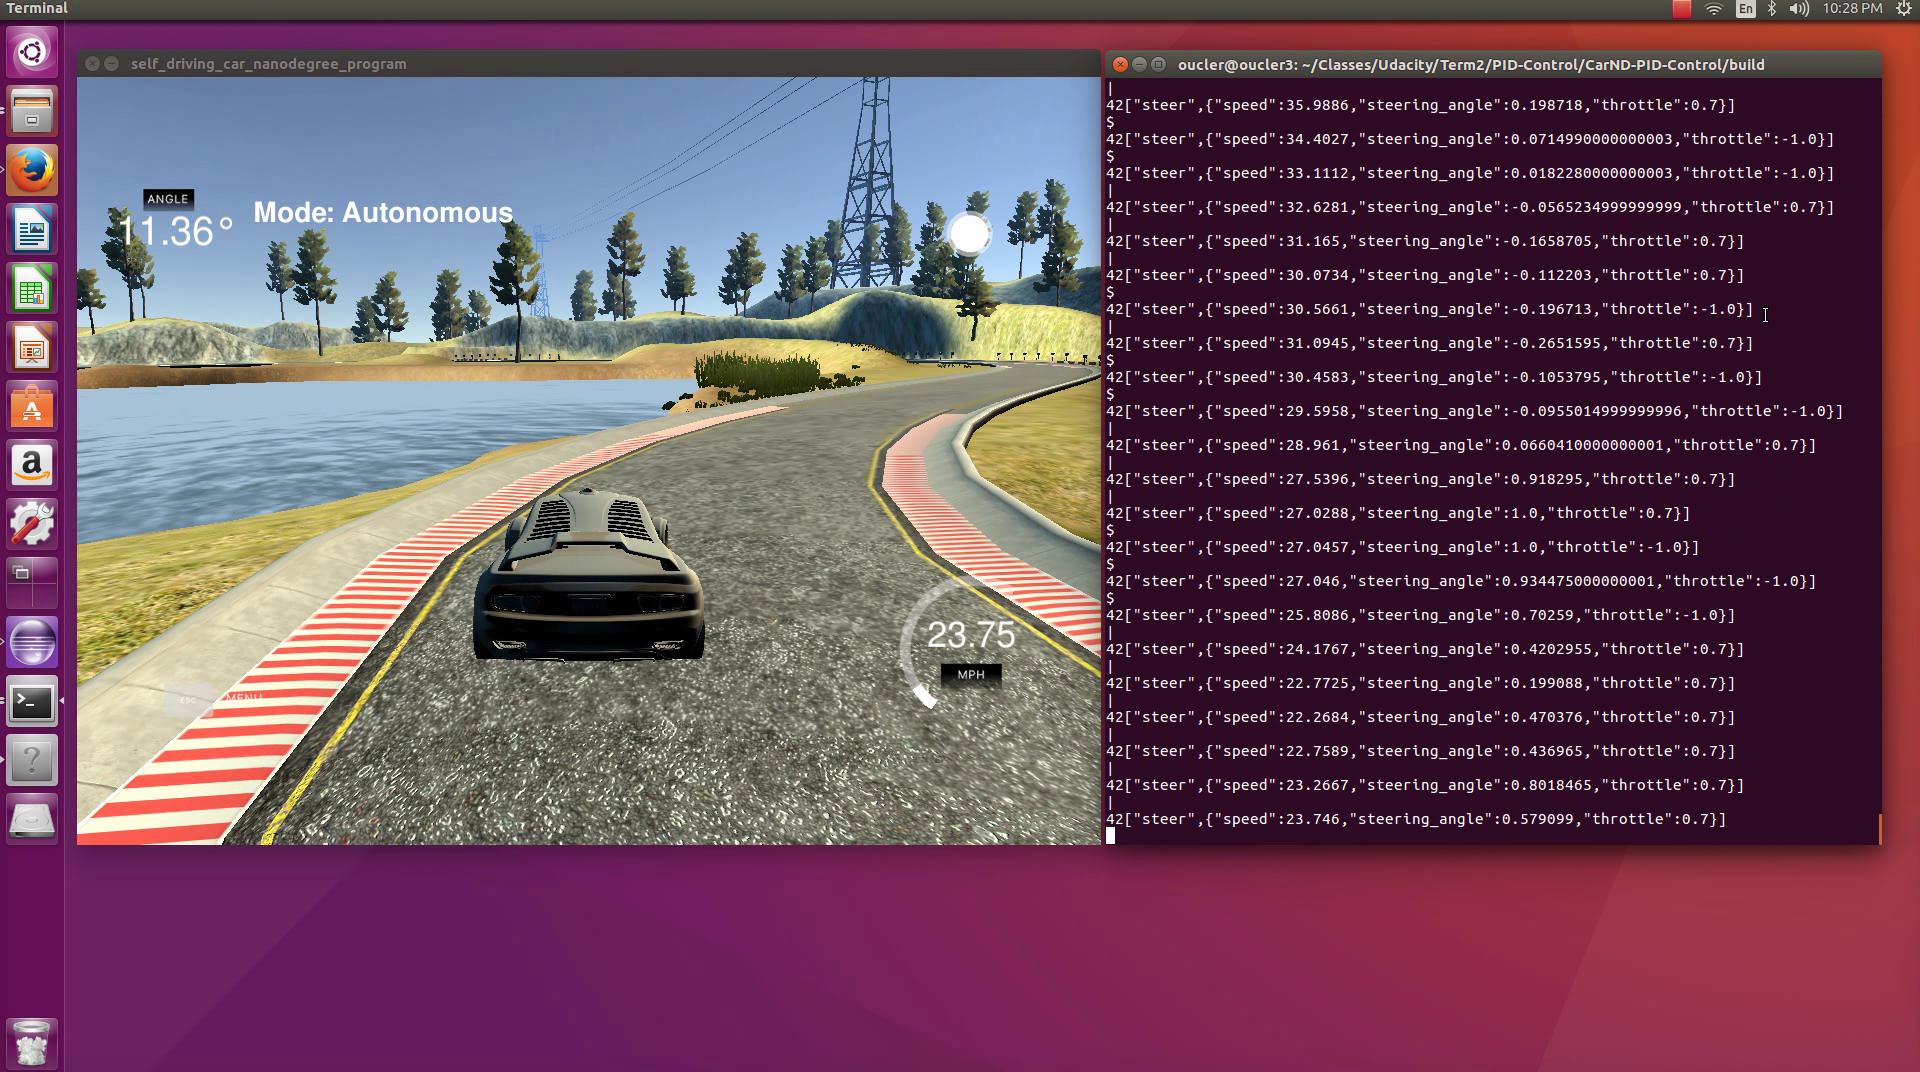 Terminal
En
10:28 PM
self_driving_car_nanodegree_program
ANGLE
11.36°
Mode: Autonomous
23.75
MPH
ESC
MENU
a
>_
?
oucler@oucler3: ~/Classes/Udacity/Term2/PID-Control/CarND-PID-Control/build
|
42["steer",{"speed":35.9886,"steering_angle":0.198718,"throttle":0.7}]
$
42["steer",{"speed":34.4027,"steering_angle":0.0714990000000003,"throttle":-1.0}]
$
42["steer",{"speed":33.1112,"steering_angle":0.0182280000000003,"throttle":-1.0}]
|
42["steer",{"speed":32.6281,"steering_angle":-0.0565234999999999,"throttle":0.7}]
|
42["steer",{"speed":31.165,"steering_angle":-0.1658705,"throttle":0.7}]
|
42["steer",{"speed":30.0734,"steering_angle":-0.112203,"throttle":0.7}]
$
42["steer",{"speed":30.5661,"steering_angle":-0.196713,"throttle":-1.0}]
|
42["steer",{"speed":31.0945,"steering_angle":-0.2651595,"throttle":0.7}]
$
42["steer",{"speed":30.4583,"steering_angle":-0.1053795,"throttle":-1.0}]
$
42["steer",{"speed":29.5958,"steering_angle":-0.0955014999999996,"throttle":-1.0}]
|
42["steer",{"speed":28.961,"steering_angle":0.0660410000000001,"throttle":0.7}]
|
42["steer",{"speed":27.5396,"steering_angle":0.918295,"throttle":0.7}]
|
42["steer",{"speed":27.0288,"steering_angle":1.0,"throttle":0.7}]
$
42["steer",{"speed":27.0457,"steering_angle":1.0,"throttle":-1.0}]
$
42["steer",{"speed":27.046,"steering_angle":0.934475000000001,"throttle":-1.0}]
$
42["steer",{"speed":25.8086,"steering_angle":0.70259,"throttle":-1.0}]
|
42["steer",{"speed":24.1767,"steering_angle":0.4202955,"throttle":0.7}]
|
42["steer",{"speed":22.7725,"steering_angle":0.199088,"throttle":0.7}]
|
42["steer",{"speed":22.2684,"steering_angle":0.470376,"throttle":0.7}]
|
42["steer",{"speed":22.7589,"steering_angle":0.436965,"throttle":0.7}]
|
42["steer",{"speed":23.2667,"steering_angle":0.8018465,"throttle":0.7}]
|
42["steer",{"speed":23.746,"steering_angle":0.579099,"throttle":0.7}]